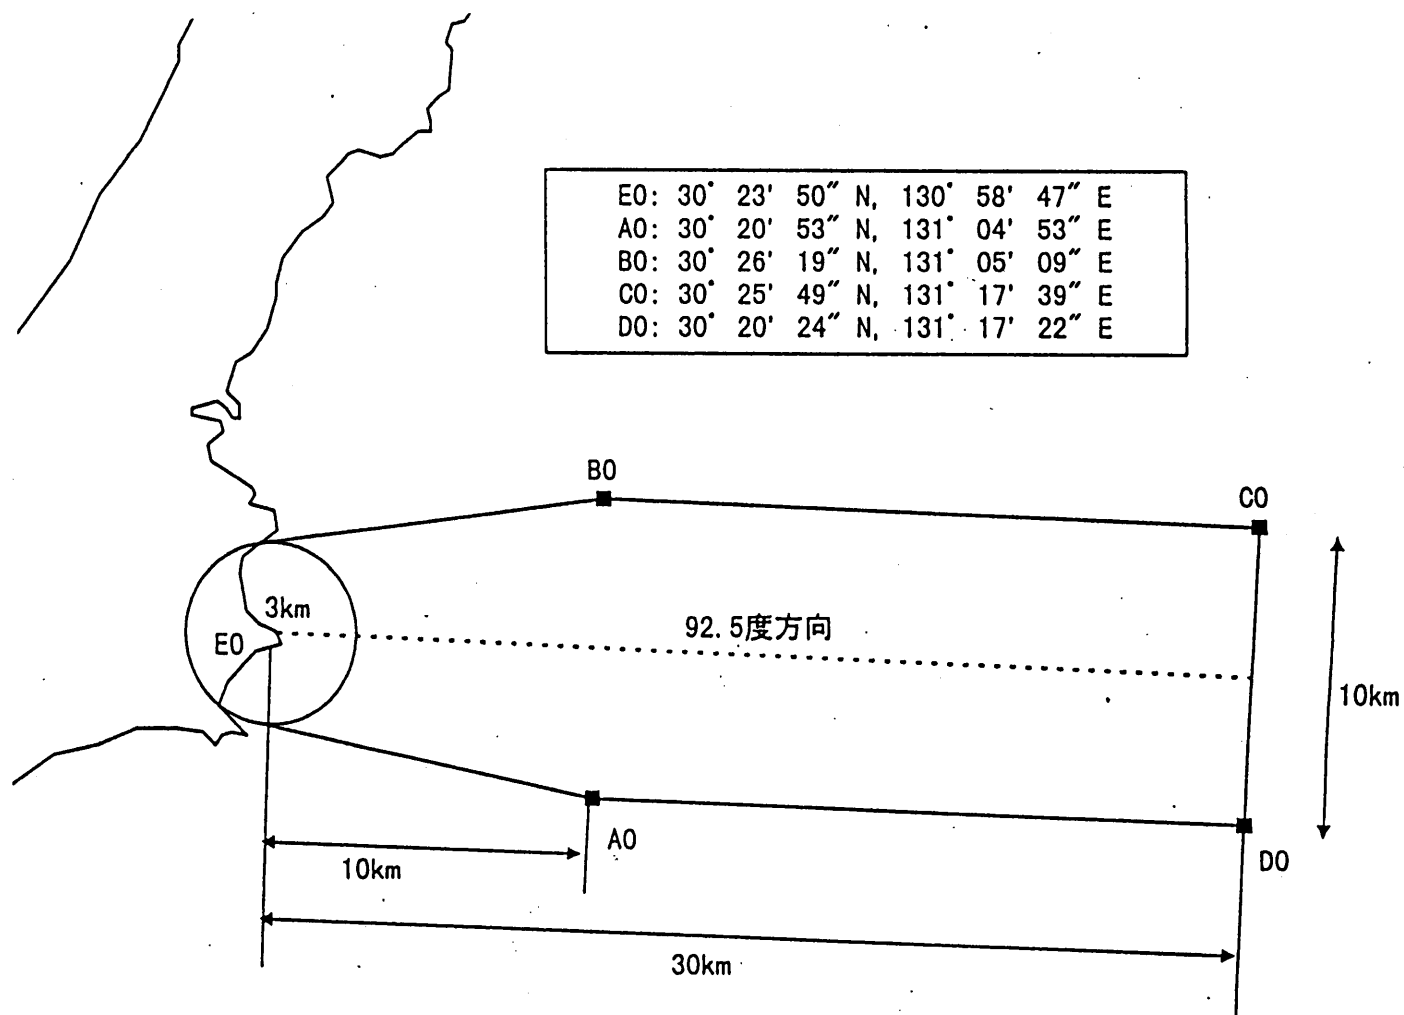 E0: 30° 23' 50" N, 130° 58' 47" E
A0: 30° 20' 53" N, 131° 04' 53" E
B0: 30° 26' 19" N, 131° 05' 09" E
C0: 30° 25' 49" N, 131° 17' 39" E
D0: 30° 20' 24" N, 131° 17' 22" E
B0
C0
3km
E0
92.5度方向
10km
A0
D0
10km
30km